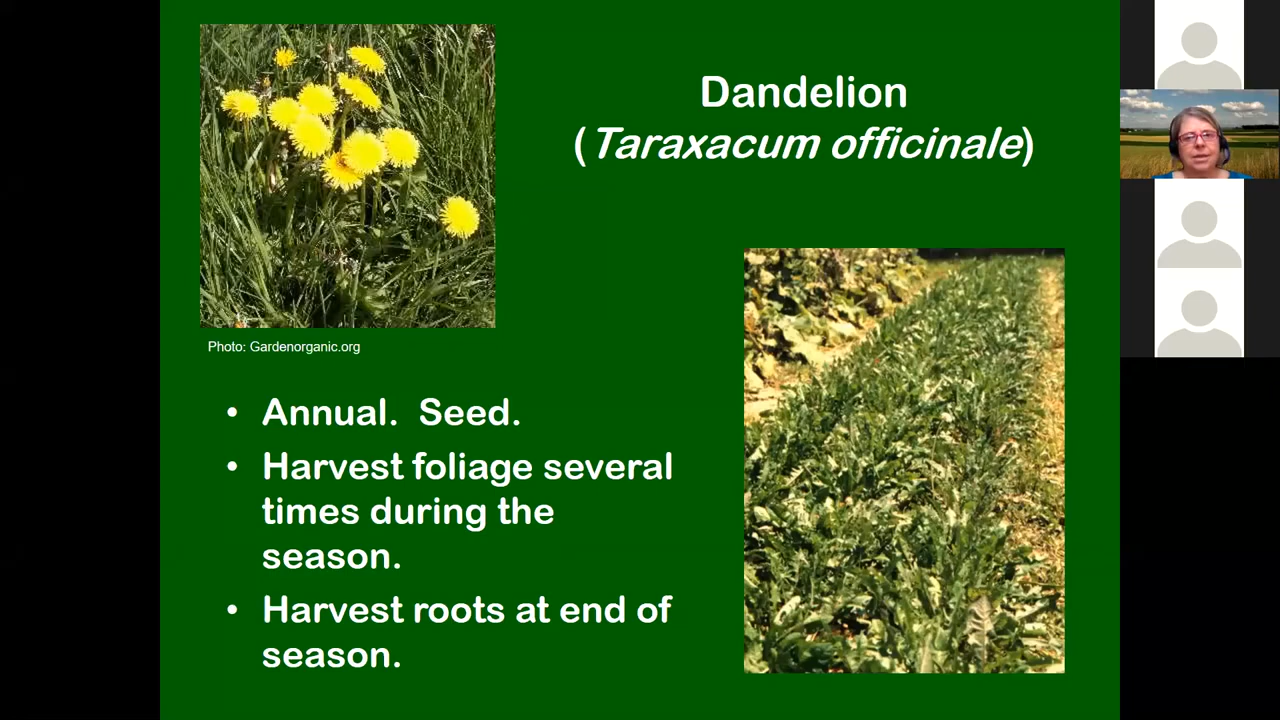 Dandelion
(Taraxacum officinale)
Photo: Gardenorganic.org
• Annual.  Seed.
• Harvest foliage several
times during the
season.
• Harvest roots at end of
season.